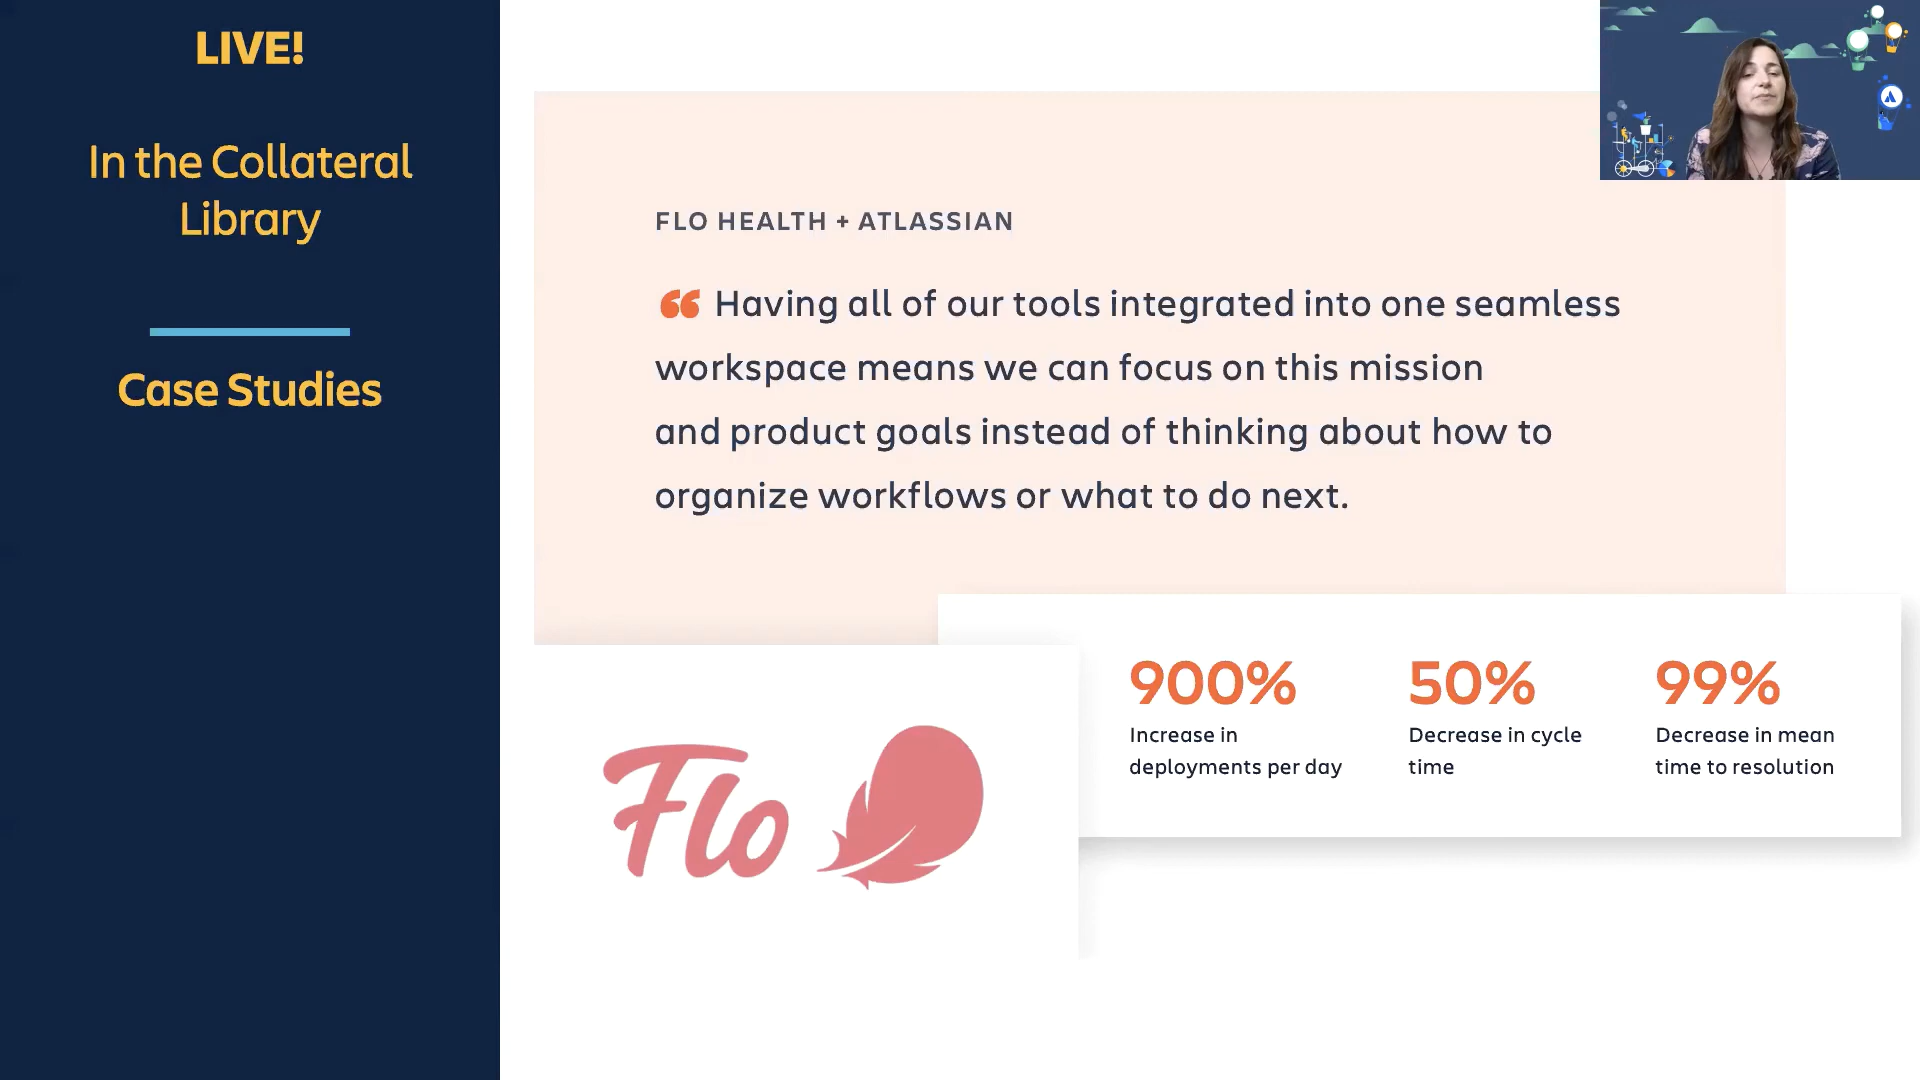 LIVE!
In the Collateral
Library
Case Studies
FLO HEALTH + ATLASSIAN
“ Having all of our tools integrated into one seamless
workspace means we can focus on this mission
and product goals instead of thinking about how to
organize workflows or what to do next.
Flo
900%
Increase in
deployments per day
50%
Decrease in cycle
time
99%
Decrease in mean
time to resolution